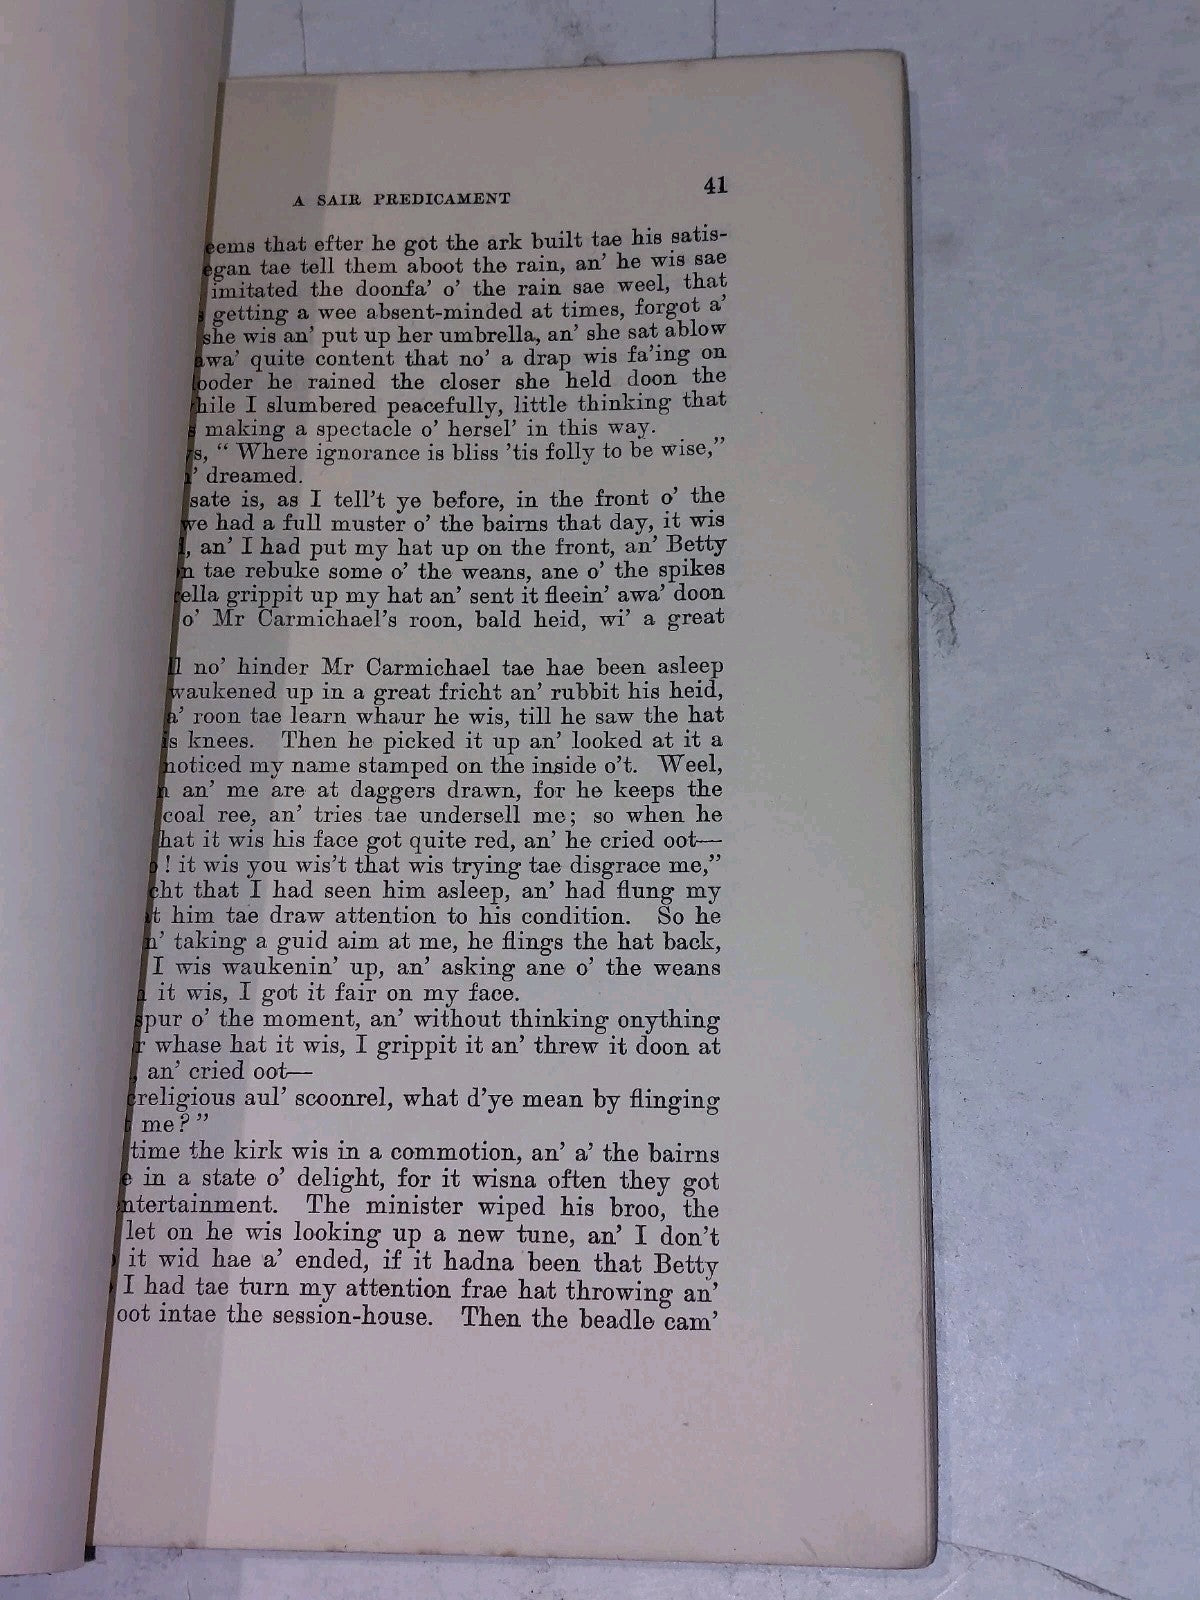 A SAIR PREDICAMENT 41
eems that efter he got the ark built tae his satis-
egan tae tell them aboot the rain, an' he wis sae
imitated the doonfa' o' the rain sae weel, that
s getting a wee absent-minded at times, forgot a'
she wis an' put up her umbrella, an' she sat ablow
awa' quite content that no' a drap wis fa'ing on
ooder he rained the closer she held doon the
hile I slumbered peacefully, little thinking that
s making a spectacle o' hersel' in this way.
ys, “ Where ignorance is bliss 'tis folly to be wise,”
n' dreamed.
sate is, as I tell't ye before, in the front o' the
we had a full muster o' the bairns that day, it wis
l, an' I had put my hat up on the front, an' Betty
n tae rebuke some o' the weans, ane o' the spikes
ella grippit up my hat an' sent it fleein' awa' doon
o' Mr Carmichael's roon, bald heid, wi' a great
ll no' hinder Mr Carmichael tae hae been asleep
waukened up in a great fricht an' rubbit his heid,
a' roon tae learn whaur he wis, till he saw the hat
is knees. Then he picked it up an' looked at it a
noticed my name stamped on the inside o't. Weel,
n an' me are at daggers drawn, for he keeps the
coal ree, an' tries tae undersell me; so when he
hat it wis his face got quite red, an' he cried oot—
o! it wis you wis't that wis trying tae disgrace me,”
cht that I had seen him asleep, an' had flung my
at him tae draw attention to his condition. So he
n' taking a guid aim at me, he flings the hat back,
I wis waukenin' up, an' asking ane o' the weans
it wis, I got it fair on my face.
spur o' the moment, an' without thinking onything
r whase hat it wis, I grippit it an' threw it doon at
, an' cried oot—
rreligious aul' scoonrel, what d'ye mean by flinging
t me?”
time the kirk wis in a commotion, an' a' the bairns
e in a state o' delight, for it wisna often they got
ntertainment. The minister wiped his broo, the
let on he wis looking up a new tune, an' I don't
it wid hae a' ended, if it hadna been that Betty
I had tae turn my attention frae hat throwing an'
oot intae the session-house. Then the beadle cam'